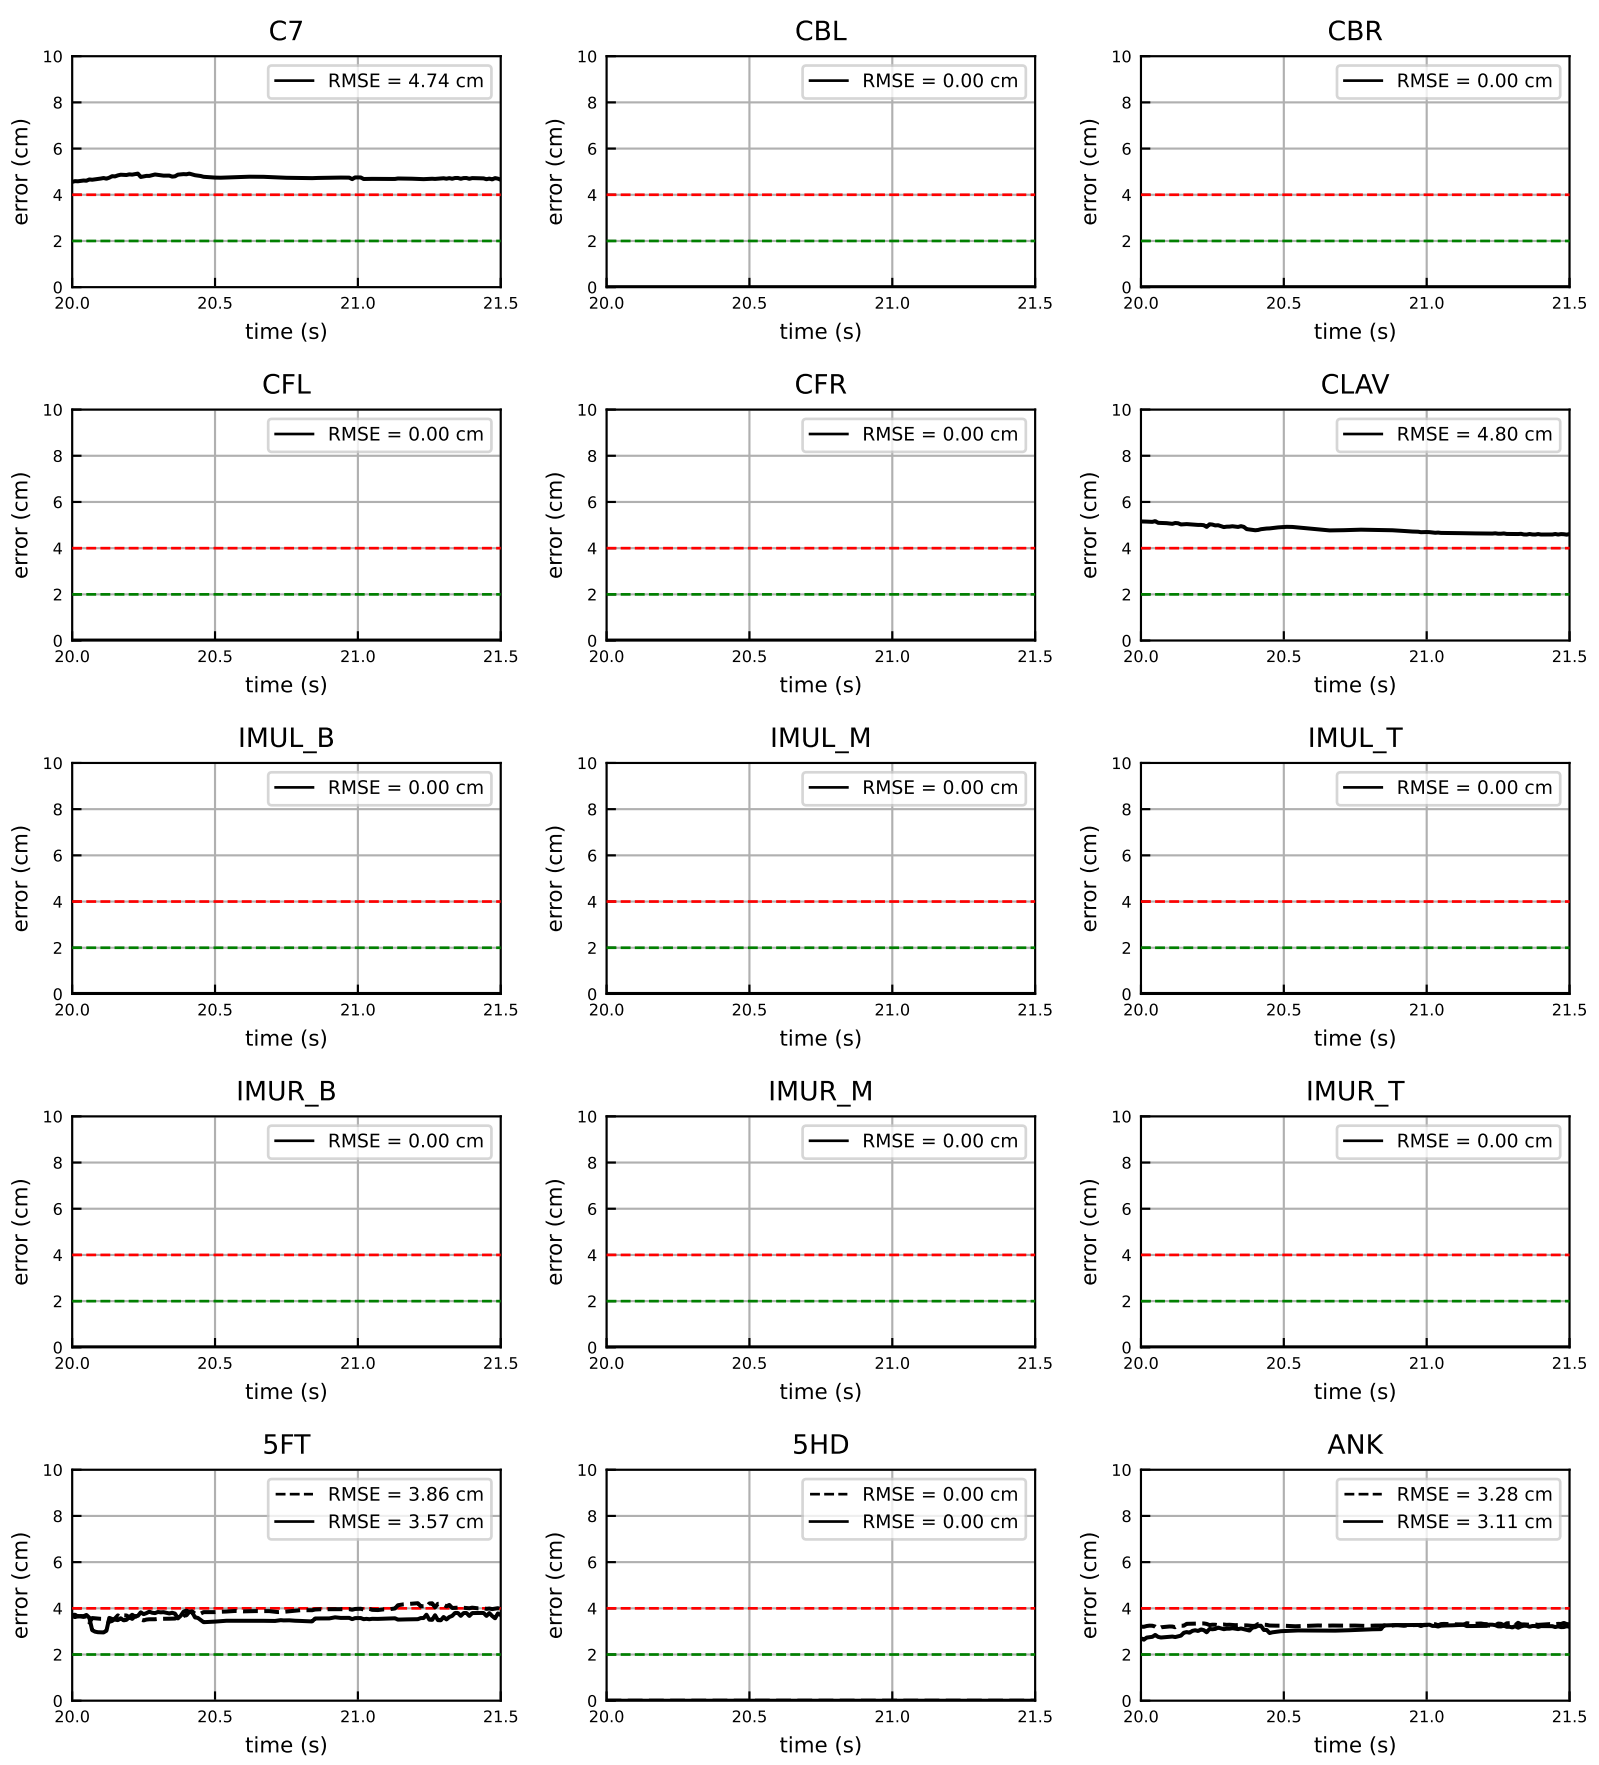 C7 CBL CBR
10 10 10
RMSE = 4.74 cm RMSE = 0.00 cm RMSE = 0.00 cm
8 8 8
6 6 6
error (cm) error (cm) error (cm)
4 4 4
2 2 2
0 0 0
20.0 20.5 21.0 21.5 20.0 20.5 21.0 21.5 20.0 20.5 21.0 21.5
time (s) time (s) time (s)
CFL CFR CLAV
10 10 10
RMSE = 0.00 cm RMSE = 0.00 cm RMSE = 4.80 cm
8 8 8
6 6 6
error (cm) error (cm) error (cm)
4 4 4
2 2 2
0 0 0
20.0 20.5 21.0 21.5 20.0 20.5 21.0 21.5 20.0 20.5 21.0 21.5
time (s) time (s) time (s)
IMUL_B IMUL_M IMUL_T
10 10 10
RMSE = 0.00 cm RMSE = 0.00 cm RMSE = 0.00 cm
8 8 8
6 6 6
error (cm) error (cm) error (cm)
4 4 4
2 2 2
0 0 0
20.0 20.5 21.0 21.5 20.0 20.5 21.0 21.5 20.0 20.5 21.0 21.5
time (s) time (s) time (s)
IMUR_B IMUR_M IMUR_T
10 10 10
RMSE = 0.00 cm RMSE = 0.00 cm RMSE = 0.00 cm
8 8 8
6 6 6
error (cm) error (cm) error (cm)
4 4 4
2 2 2
0 0 0
20.0 20.5 21.0 21.5 20.0 20.5 21.0 21.5 20.0 20.5 21.0 21.5
time (s) time (s) time (s)
5FT 5HD ANK
10 10 10
RMSE = 3.86 cm RMSE = 0.00 cm RMSE = 3.28 cm
8 8 8
RMSE = 3.57 cm RMSE = 0.00 cm RMSE = 3.11 cm
6 6 6
error (cm) error (cm) error (cm)
4 4 4
2 2 2
0 0 0
20.0 20.5 21.0 21.5 20.0 20.5 21.0 21.5 20.0 20.5 21.0 21.5
time (s) time (s) time (s)